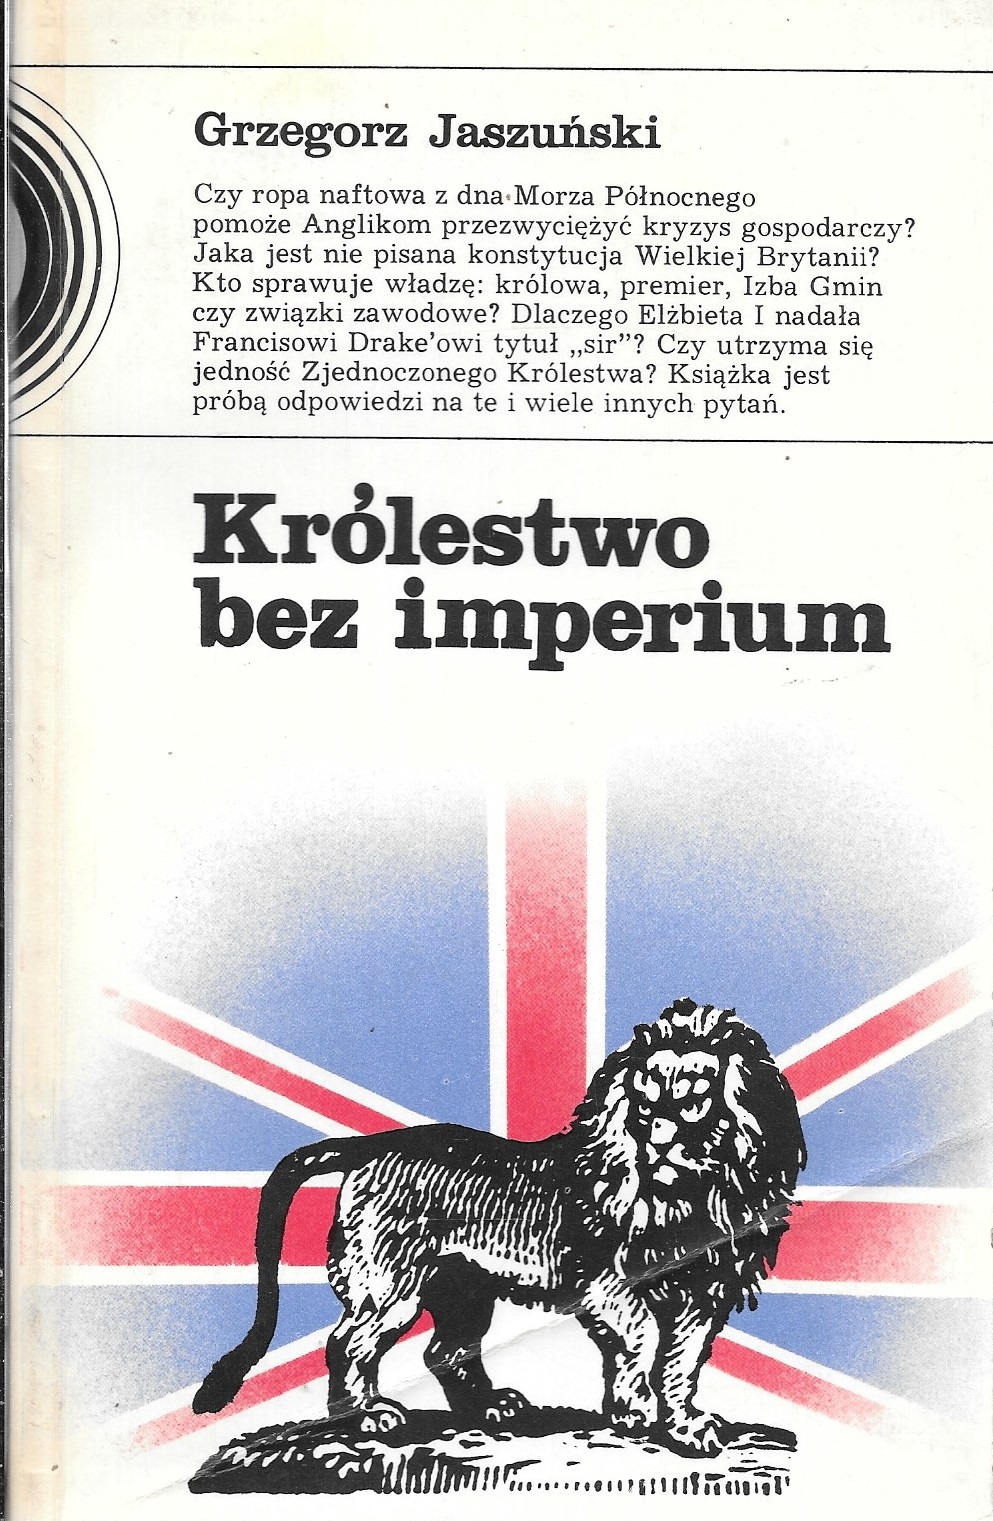 Grzegorz Jaszuński
Czy ropa naftowa z dna Morza Północnego
pomoże Anglikom przezwyciężyć kryzys gospodarczy?
Jaka jest nie pisana konstytucja Wielkiej Brytanii?
Kto sprawuje władzę: królowa, premier, Izba Gmin
czy związki zawodowe? Dlaczego Elżbieta I nadała
Francisowi Drake’owi tytuł „sir”? Czy utrzyma się
jedność Zjednoczonego Królestwa? Książka jest
próbą odpowiedzi na te i wiele innych pytań.
Królestwo
bez imperium